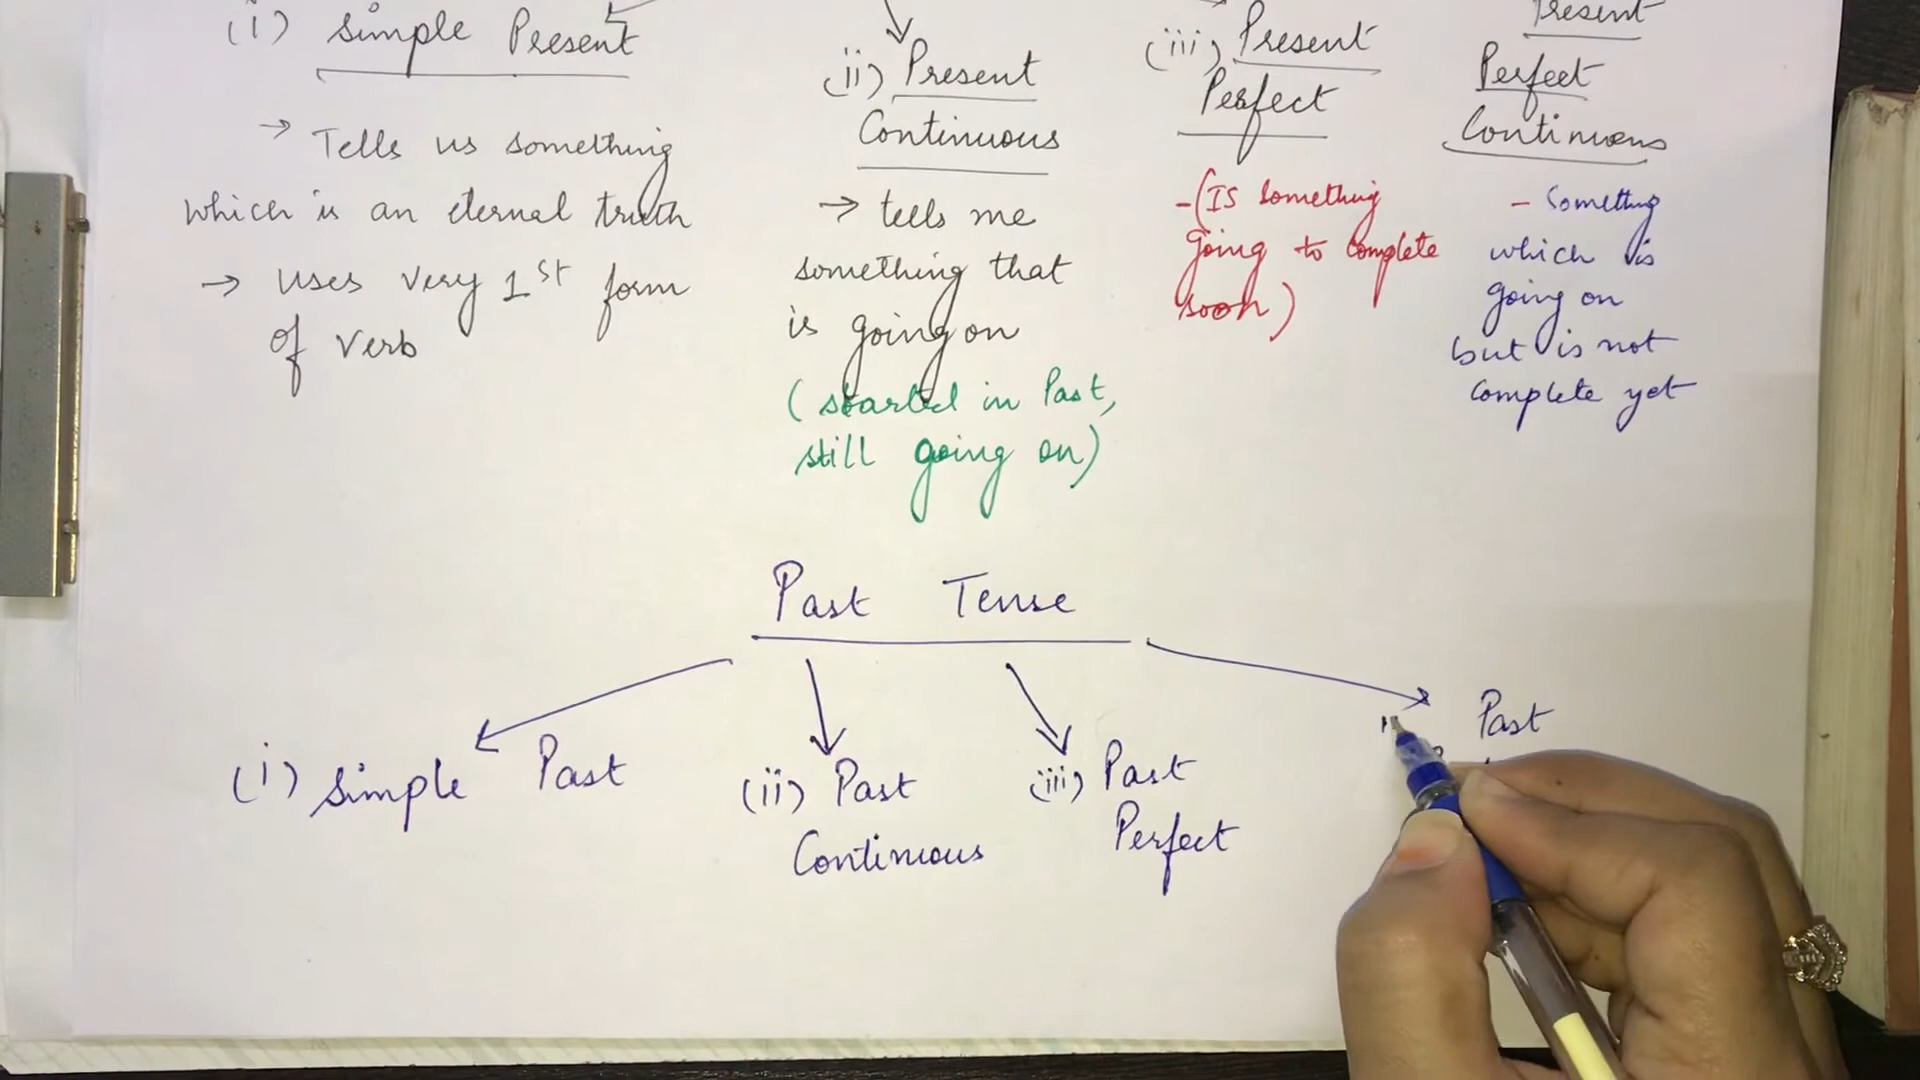 (i) Simple Present
→ Tells us something
which is an eternal truth
→ Uses very 1st form
of verb
(ii) Present
Continuous
→ tells me
something that
is going on
(started in Past,
still going on)
(iii) Present
Perfect
-(IS something
going to complete
soon)
Present
Perfect
Continuous
- Something
which is
going on
but is not
complete yet
Past Tense
(i) Simple Past
(ii) Past
Continuous
(iii) Past
Perfect
Past